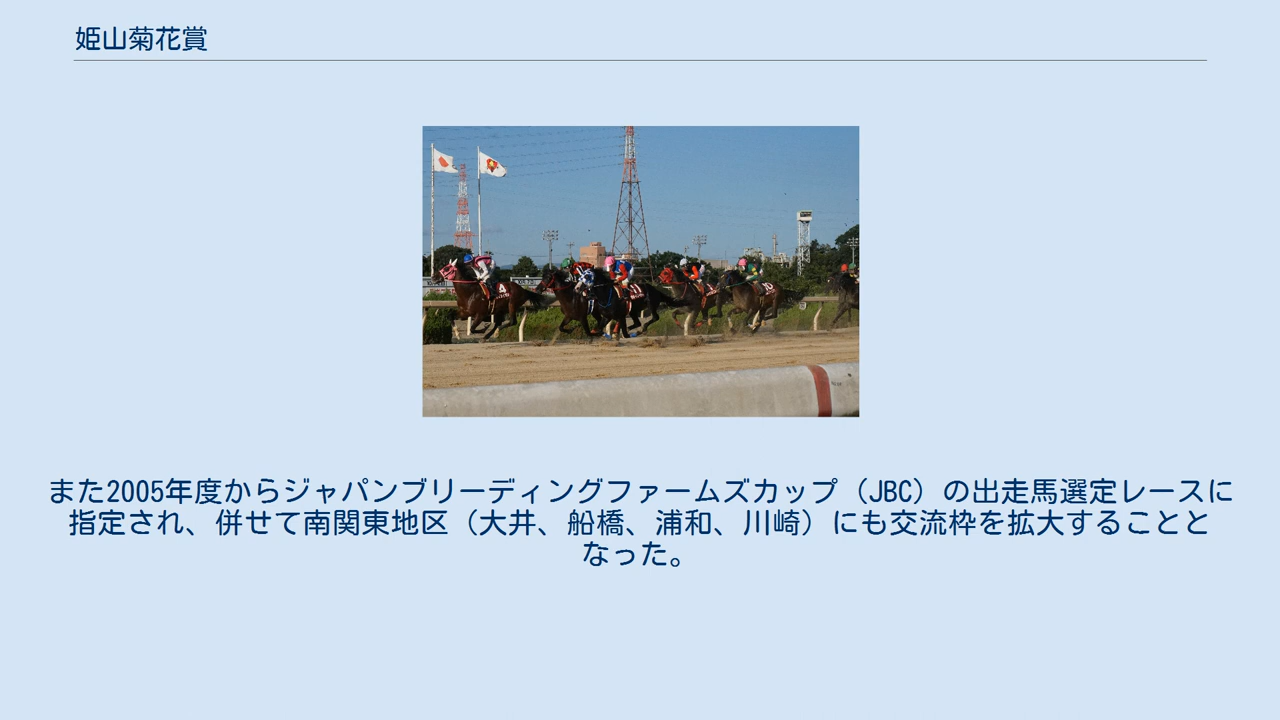 姫山菊花賞
また2005年度からジャパンブリーディングファームズカップ（JBC）の出走馬選定レースに
指定され、併せて南関東地区（大井、船橋、浦和、川崎）にも交流枠を拡大することと
なった。